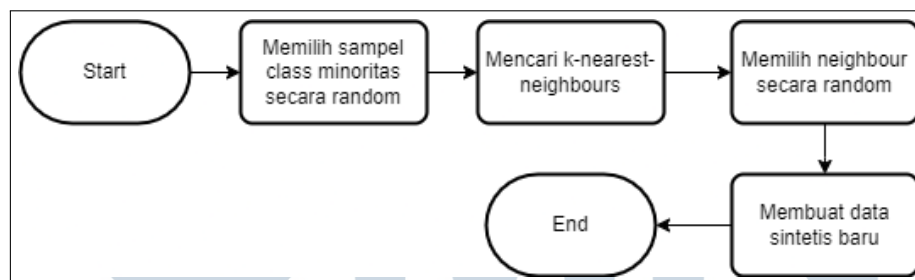 Start
Memilih sampel
class minoritas
secara random
Mencari k-nearest-
neighbours
Memilih neighbour
secara random
Membuat data
sintetis baru
End